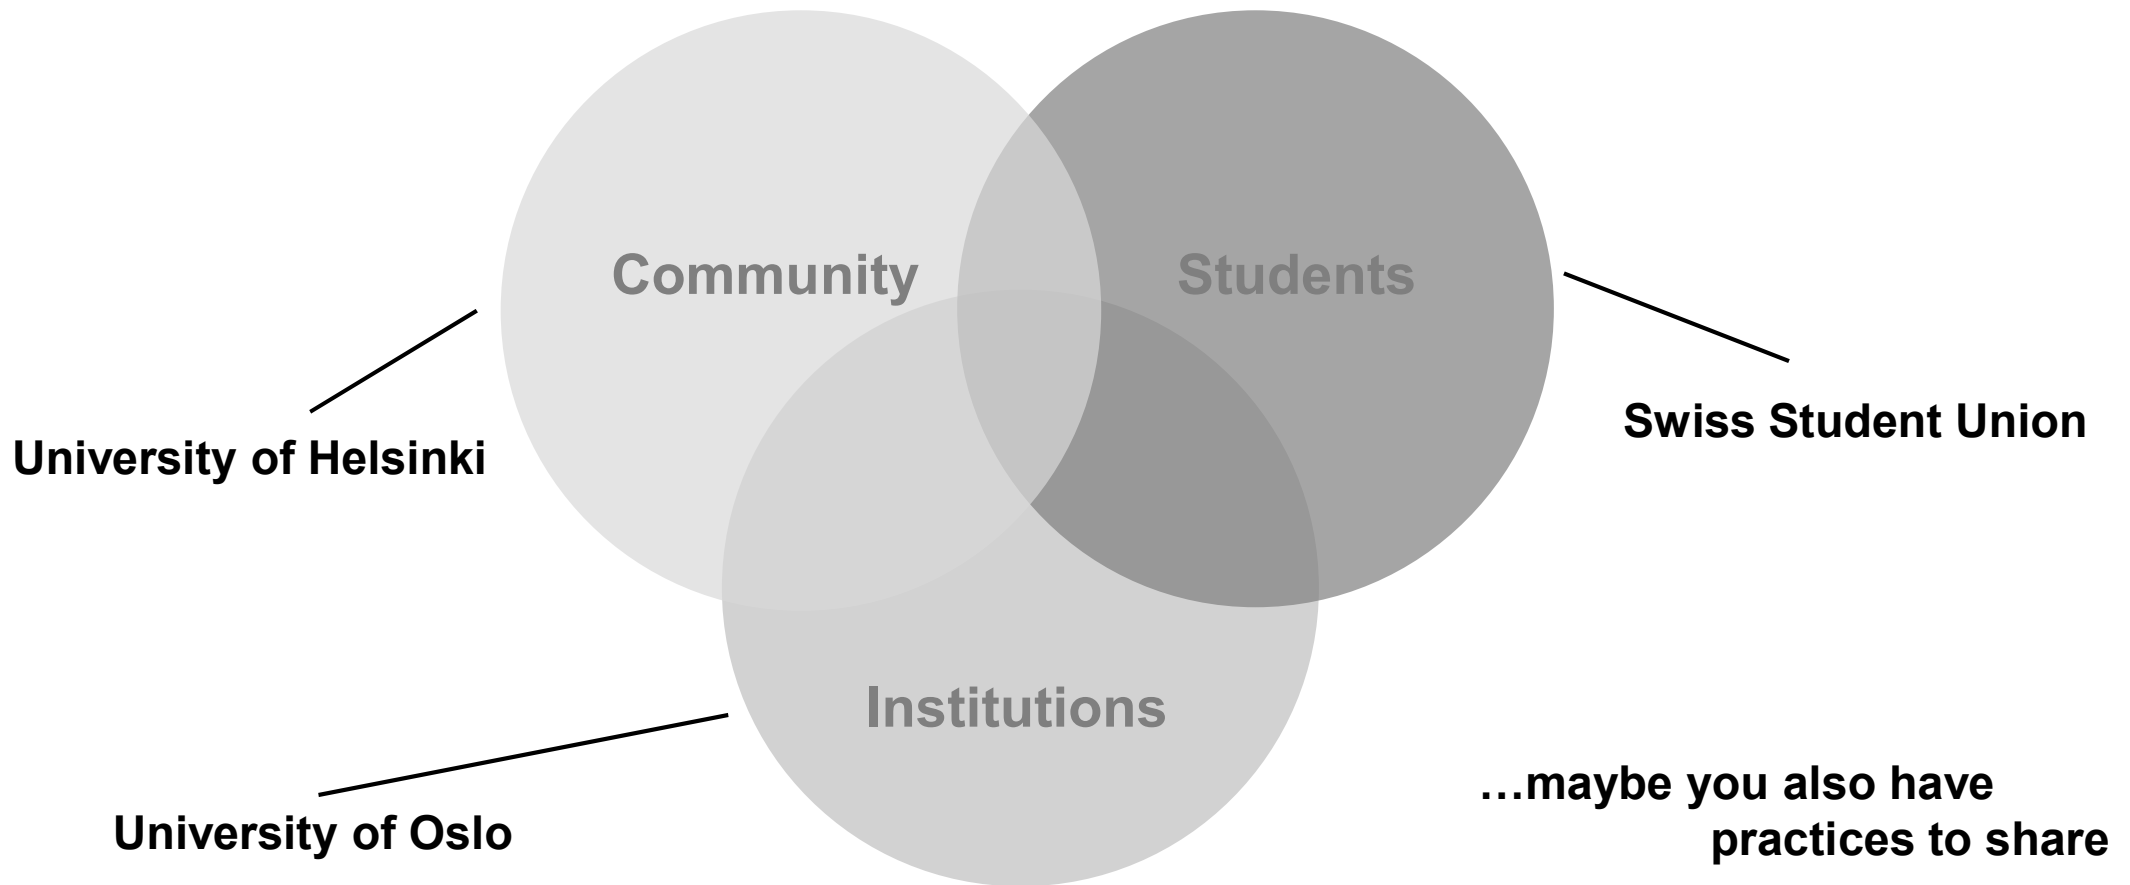 Community
Students
University of Helsinki
Swiss Student Union
Institutions
University of Oslo
…maybe you also have
practices to share